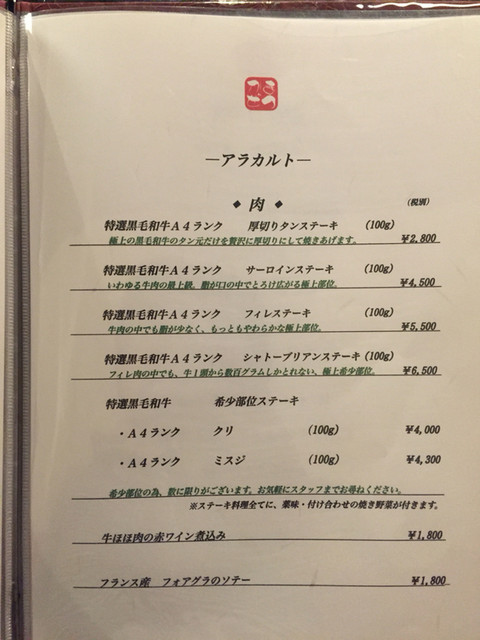 ―アラカルト―
◆ 肉 ◆
(税別)
特選黒毛和牛A4ランク 厚切りタンステーキ (100g)
極上の黒毛和牛のタン元だけを贅沢に厚切りにして焼きあげます。 ¥2,800
特選黒毛和牛A4ランク サーロインステーキ (100g)
いわゆる牛肉の最上級。脂が口の中でとろけ広がる極上部位。 ¥4,500
特選黒毛和牛A4ランク フィレステーキ (100g)
牛肉の中でも脂が少なく、もっともやわらかな極上部位。 ¥5,500
特選黒毛和牛A4ランク シャトーブリアンステーキ (100g)
フィレ肉の中でも、牛1頭から数百グラムしかとれない、極上希少部位。 ¥6,500
特選黒毛和牛 希少部位ステーキ
・A4ランク クリ (100g) ¥4,000
・A4ランク ミスジ (100g) ¥4,300
希少部位の為、数に限りがございます。お気軽にスタッフまでお尋ねください。
※ステーキ料理全てに、薬味・付け合わせの焼き野菜が付きます。
牛ほほ肉の赤ワイン煮込み ¥1,800
フランス産 フォアグラのソテー ¥1,800